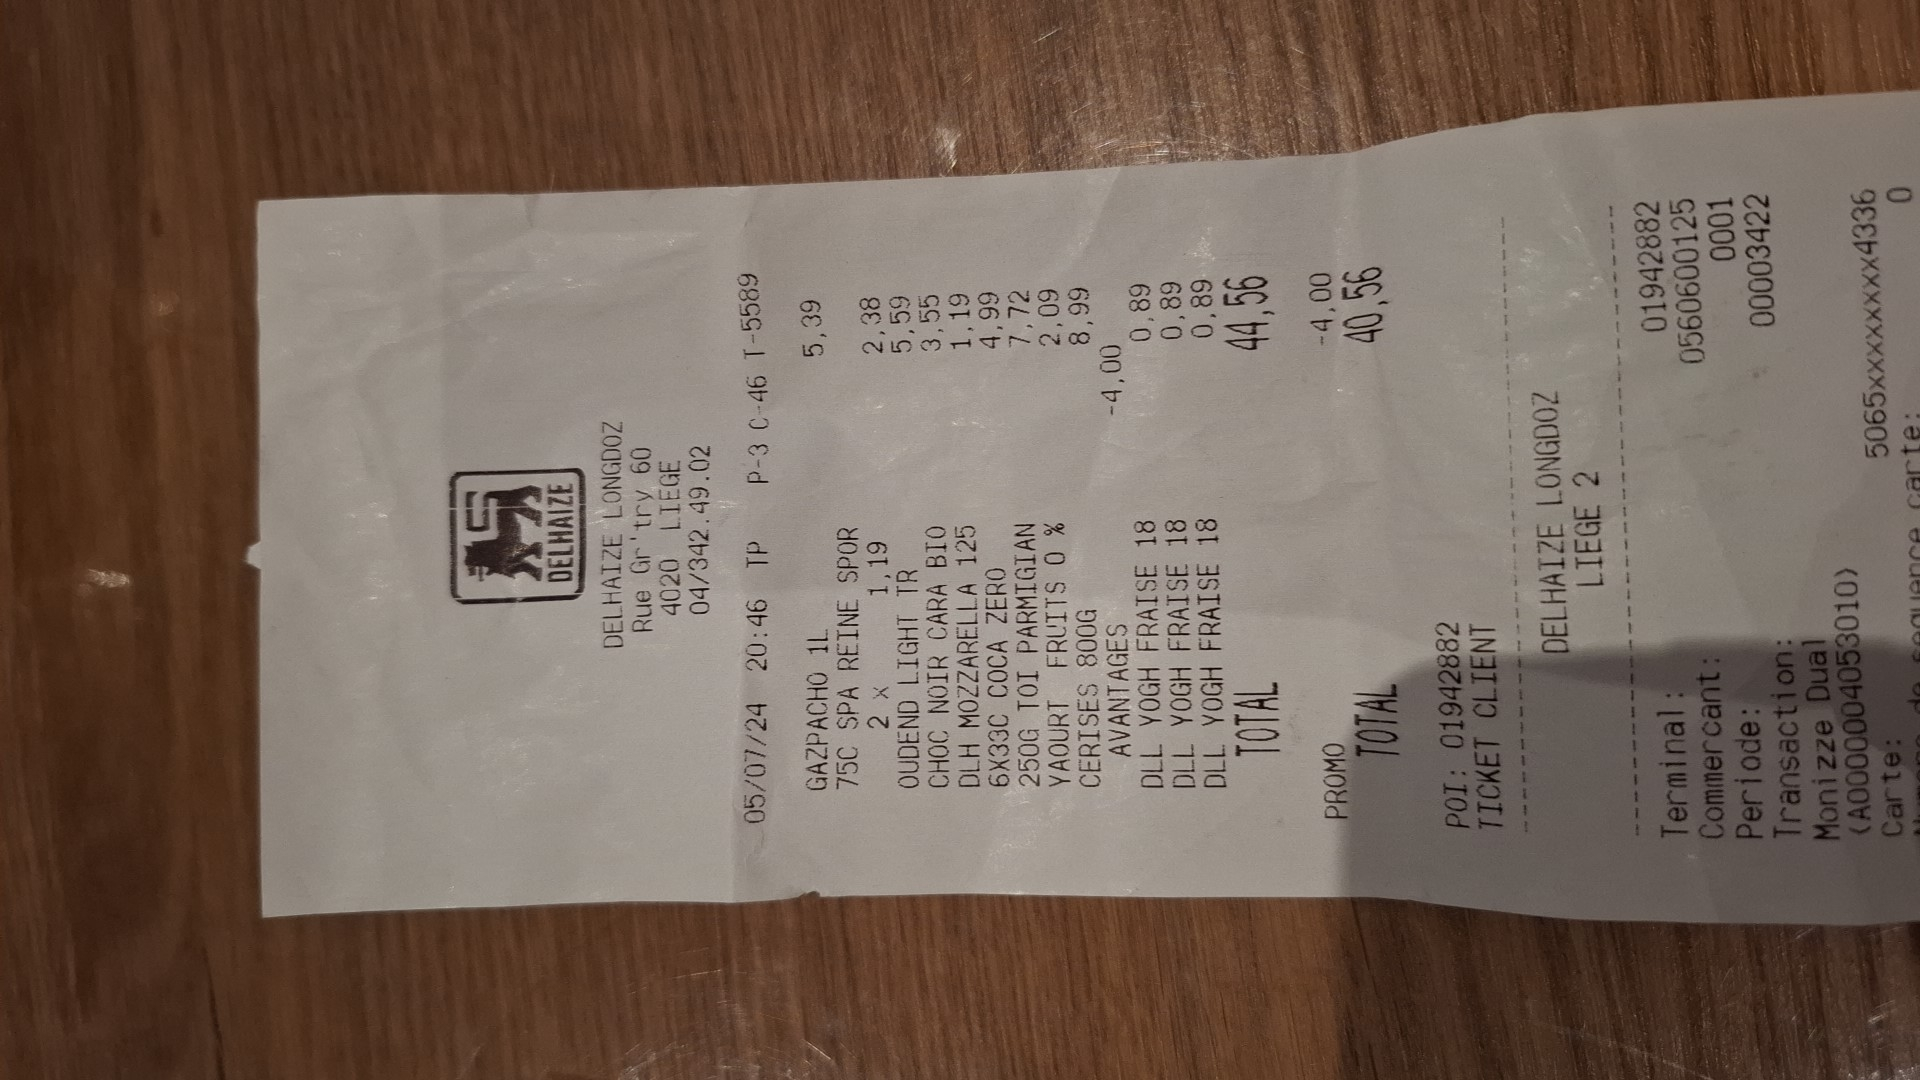 DELHAIZE
DELHAIZE LONGDOZ
Rue Gr'try 60
4020 LIEGE
04/342.49.02
05/07/24 20:46 TP P-3 C-46 T-5589
GAZPACHO 1L 5,39
75C SPA REINE SPOR
2 x 1,19 2,38
OUDEND LIGHT TR 5,59
CHOC NOIR CARA BIO 3,55
DLH MOZZARELLA 125 1,19
6X33C COCA ZERO 4,99
250G TOI PARMIGIAN 7,72
YAOURT FRUITS 0 % 2,09
CERISES 800G 8,99
AVANTAGES -4,00
DLL YOGH FRAISE 18 0,89
DLL YOGH FRAISE 18 0,89
DLL YOGH FRAISE 18 0,89
TOTAL 44,56
PROMO -4,00
TOTAL 40,56
POI: 01942882
TICKET CLIENT
DELHAIZE LONGDOZ
LIEGE 2
Terminal: 01942882
Commercant: 0560600125
Periode: 0001
Transaction: 00003422
Monizze Dual
(A000004053010)
Carte: 5065xxxxxxxxx4336
de sequence carte: 0